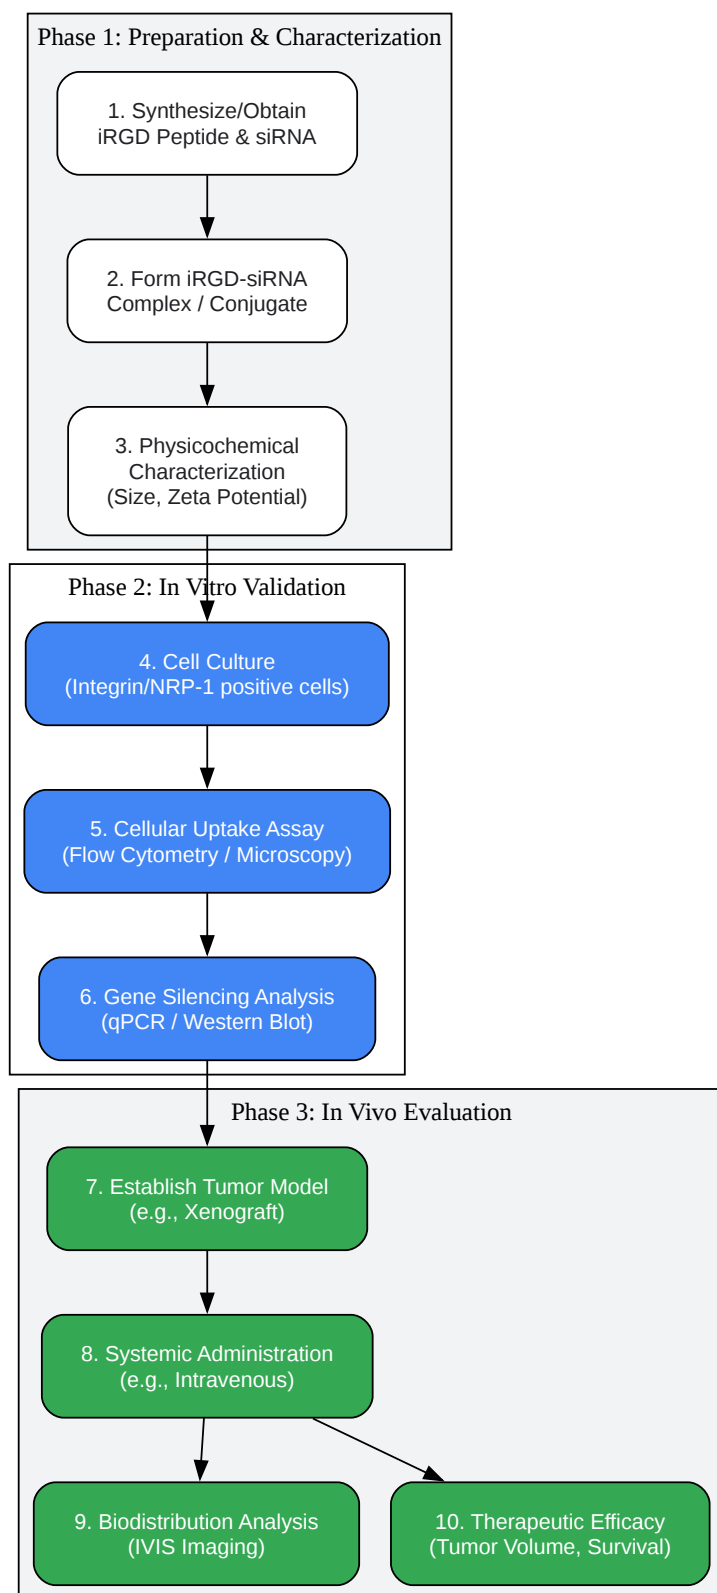 Phase 1: Preparation & Characterization
1. Synthesize/Obtain
iRGD Peptide & siRNA
2. Form iRGD-siRNA
Complex / Conjugate
3. Physicochemical
Characterization
(Size, Zeta Potential)
Phase 2: In Vitro Validation
4. Cell Culture
(Integrin/NRP-1 positive cells)
5. Cellular Uptake Assay
(Flow Cytometry / Microscopy)
6. Gene Silencing Analysis
(qPCR / Western Blot)
Phase 3: In Vivo Evaluation
7. Establish Tumor Model
(e.g., Xenograft)
8. Systemic Administration
(e.g., Intravenous)
9. Biodistribution Analysis
(IVIS Imaging)
10. Therapeutic Efficacy
(Tumor Volume, Survival)